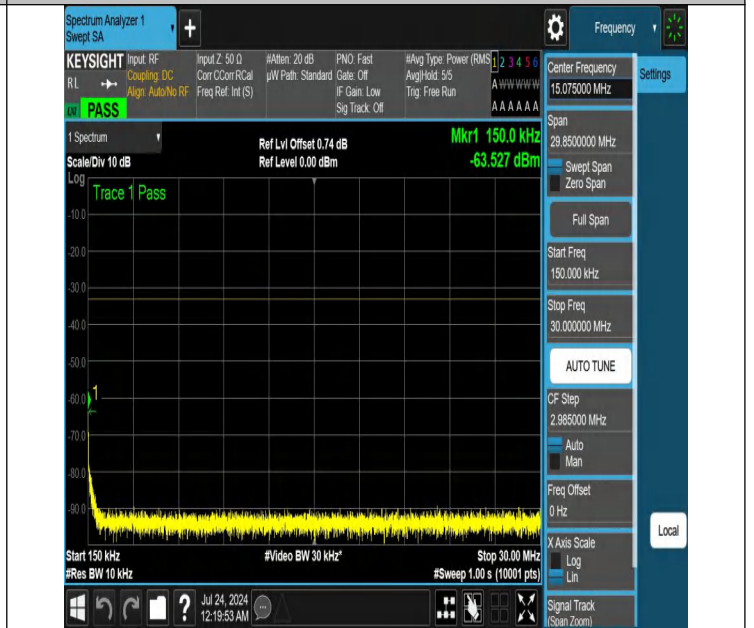 Spectrum Analyzer 1
Swept SA
+
Frequency
KEYSIGHT
RL
Input: RF
Coupling: DC
Align: Auto/No RF
Input Z: 50 Ω
Corr CCorr RCal
Freq Ref: Int (S)
#Atten: 20 dB
µW Path: Standard
PNO: Fast
Gate: Off
IF Gain: Low
Sig Track: Off
#Avg Type: Power (RMS
Avg|Hold: 5/5
Trig: Free Run
1 2 3 4 5 6
A W W W W W
A A A A A A
PASS
1 Spectrum
Scale/Div 10 dB
Ref Lvl Offset 0.74 dB
Ref Level 0.00 dBm
Mkr1 150.0 kHz
-63.527 dBm
Log
Trace 1 Pass
-10.0
-20.0
-30.0
-40.0
-50.0
-60.0
-70.0
-80.0
-90.0
1
Start 150 kHz
#Res BW 10 kHz
#Video BW 30 kHz*
Stop 30.00 MHz
#Sweep 1.00 s (10001 pts)
Center Frequency
15.075000 MHz
Settings
Span
29.8500000 MHz
Swept Span
Zero Span
Full Span
Start Freq
150.000 kHz
Stop Freq
30.000000 MHz
AUTO TUNE
CF Step
2.985000 MHz
Auto
Man
Freq Offset
0 Hz
X Axis Scale
Log
Lin
Local
Signal Track
(Span Zoom)
?
Jul 24, 2024
12:19:53 AM